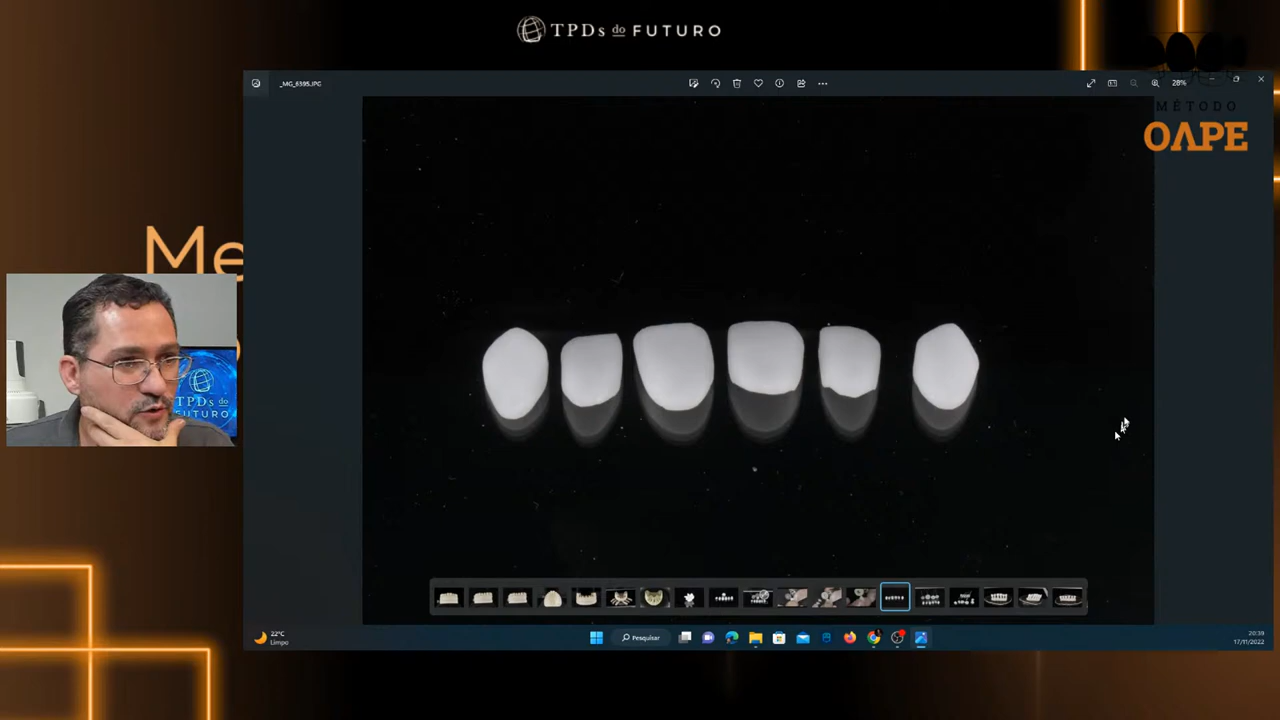 TPDs do FUTURO
_MG_6395.JPG
28%
MÉTODO
OAPE
Me
TPDs do
FUTURO
22°C
Limpo
Pesquisar
20:39
17/11/2022